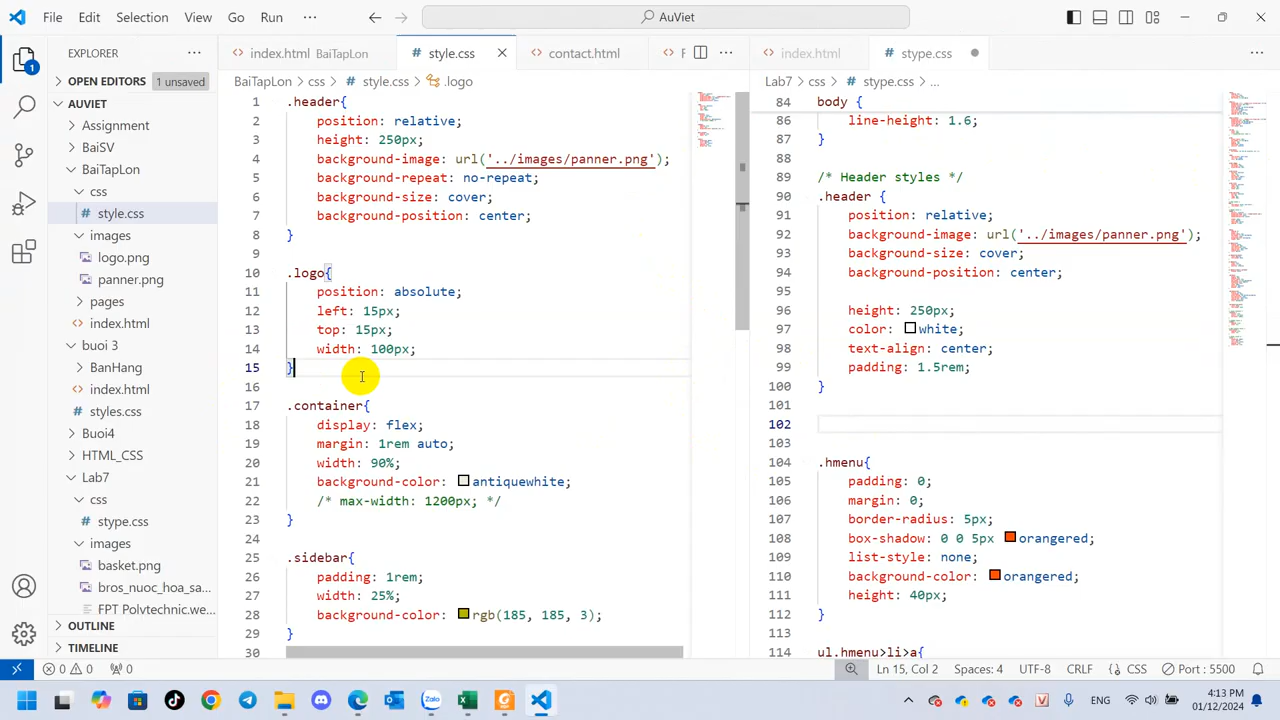 File Edit Selection View Go Run ··· AuViet
EXPLORER
OPEN EDITORS 1 unsaved
AUVIET
Assignment
BaiSV
BaiTapLon
css
style.css
images
logo.png
panner.png
pages
index.html
buoi 3
BanHang
index.html
styles.css
Buoi4
HTML_CSS
Lab7
css
stype.css
images
basket.png
bros_nuoc_hoa_sa...
FPT Polytechnic.we...
OUTLINE
TIMELINE
1
index.html BaiTapLon style.css contact.html
BaiTapLon > css > style.css > .logo
1 .header{
2 position: relative;
3 height: 250px;
4 background-image: url('../images/panner.png');
5 background-repeat: no-repeat;
6 background-size: cover;
7 background-position: center;
8 }
9
10 .logo{
11 position: absolute;
12 left: 15px;
13 top: 15px;
14 width: 100px;
15 }
16
17 .container{
18 display: flex;
19 margin: 1rem auto;
20 width: 90%;
21 background-color: antiquewhite;
22 /* max-width: 1200px; */
23 }
24
25 .sidebar{
26 padding: 1rem;
27 width: 25%;
28 background-color: rgb(185, 185, 3);
29 }
30
index.html stype.css
Lab7 > css > stype.css > ...
84 body {
86 line-height: 1.6;
87 }
88
89 /* Header styles */
90 .header {
91 position: relative;
92 background-image: url('../images/panner.png');
93 background-size: cover;
94 background-position: center;
95
96 height: 250px;
97 color: white;
98 text-align: center;
99 padding: 1.5rem;
100 }
101
102
103
104 .hmenu{
105 padding: 0;
106 margin: 0;
107 border-radius: 5px;
108 box-shadow: 0 0 5px orangered;
109 list-style: none;
110 background-color: orangered;
111 height: 40px;
112 }
113
114 ul.hmenu>li>a{
0 0 0 Ln 15, Col 2 Spaces: 4 UTF-8 CRLF CSS Port : 5500
ENG 4:13 PM
01/12/2024